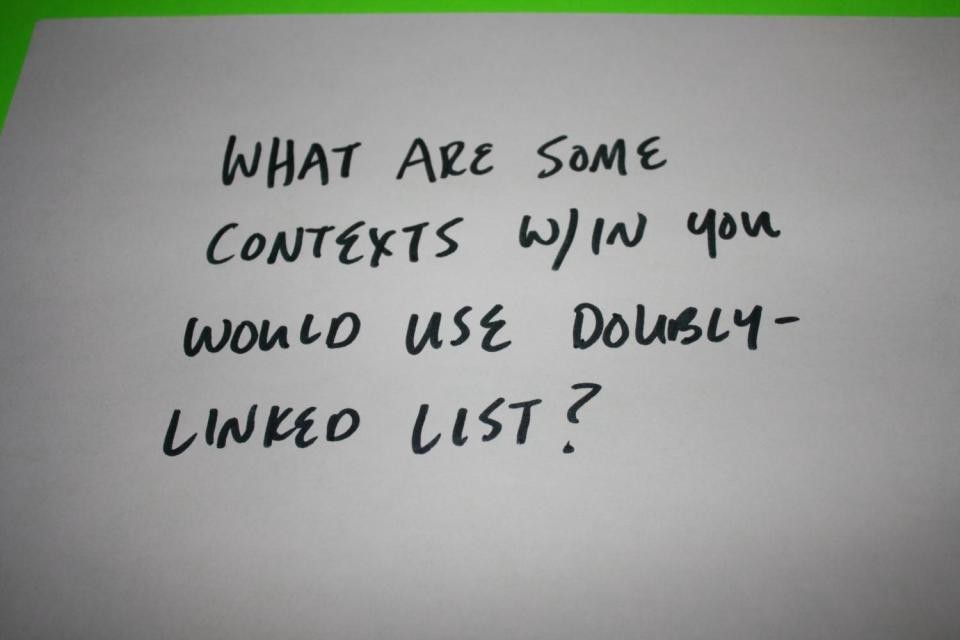 WHAT ARE SOME
CONTEXTS W/IN YOU
WOULD USE DOUBLY-
LINKED LIST?